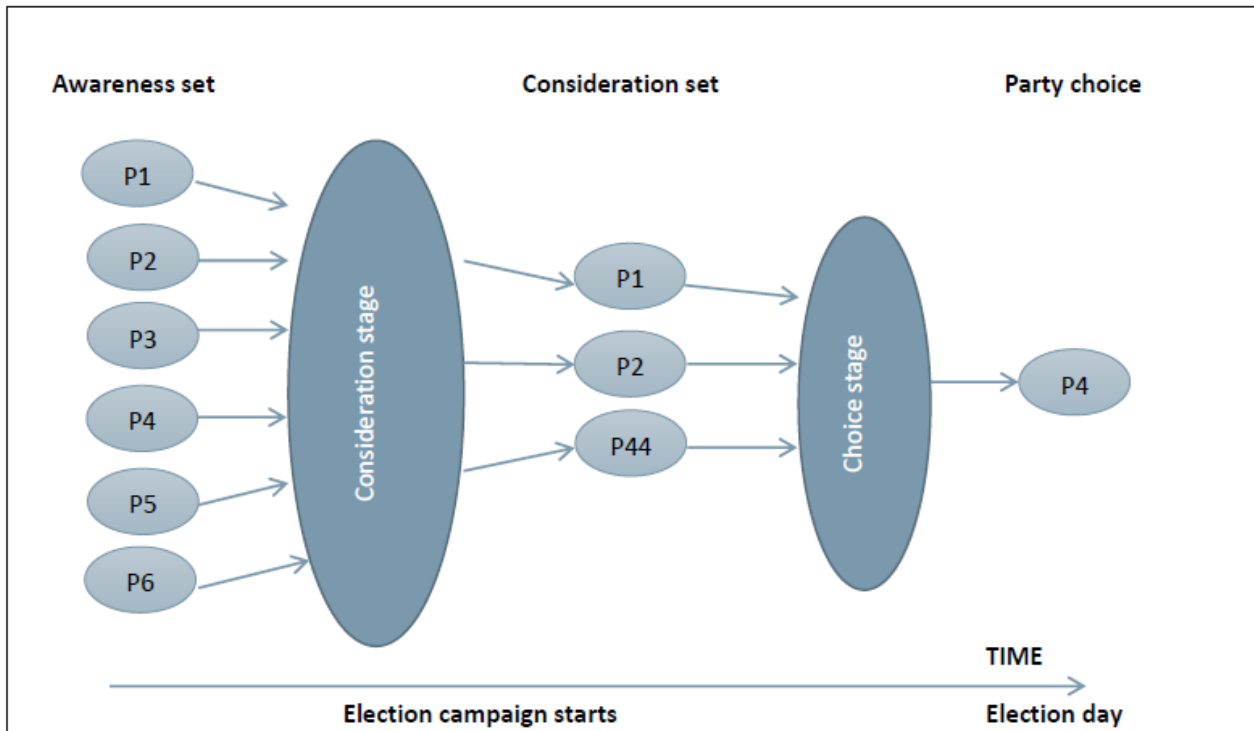 Awareness set
Consideration set
Party choice
P1
P2
P3
P4
P5
P6
Consideration stage
P1
P2
P44
Choice stage
P4
TIME
Election campaign starts
Election day